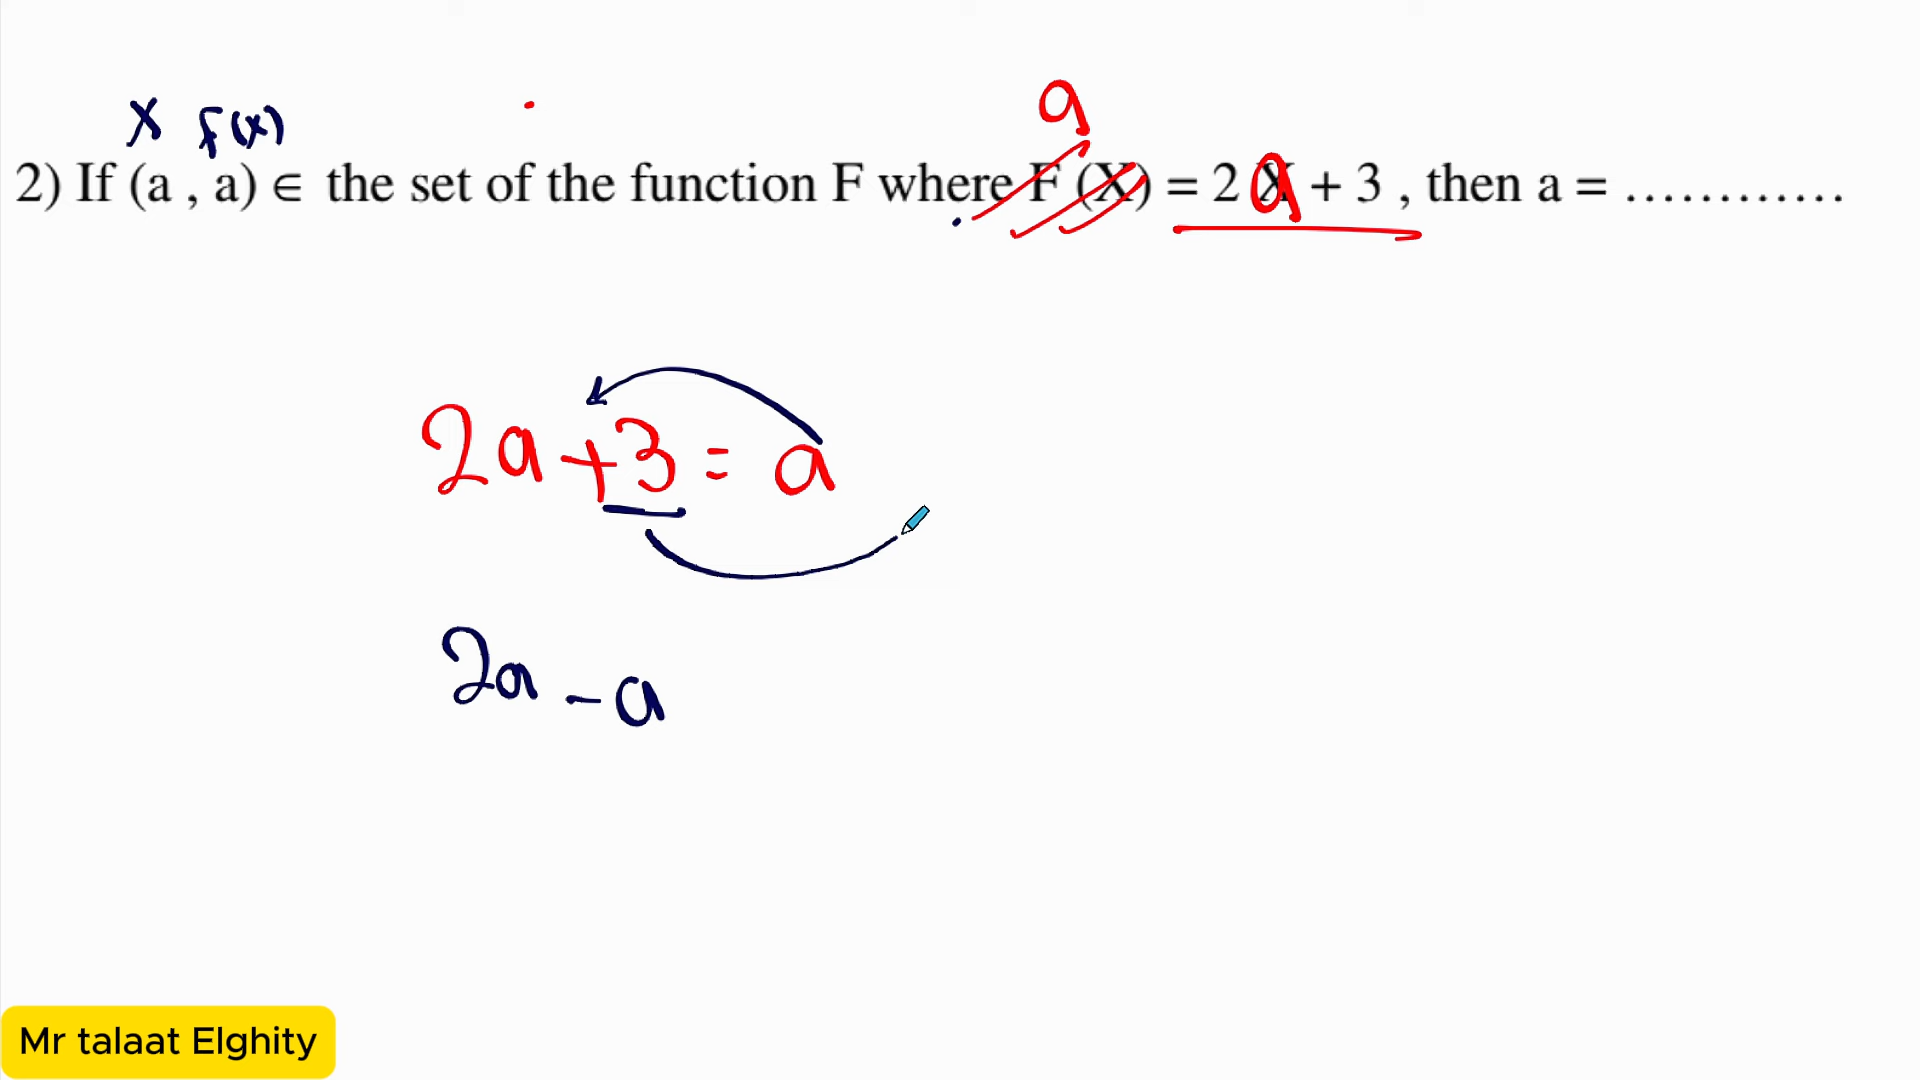 a
X f(x)
2) If (a , a) ∈ the set of the function F where F (X) = 2 X + 3 , then a = ............
a
2a + 3 = a
2a - a
Mr talaat Elghity